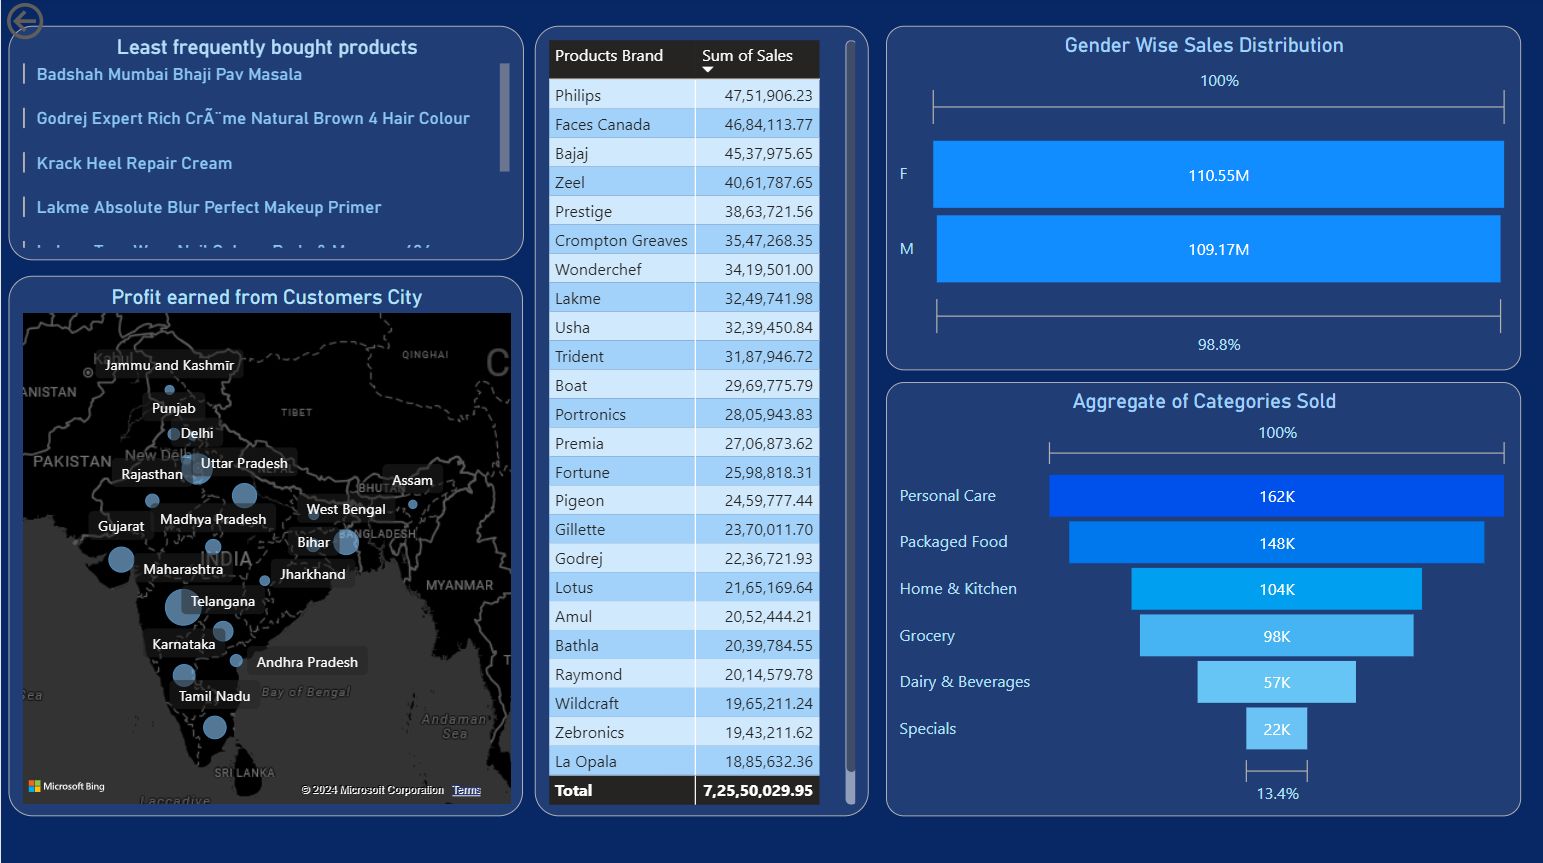 Least frequently bought products
Badshah Mumbai Bhaji Pav Masala
Godrej Expert Rich CrÃ¨me Natural Brown 4 Hair Colour
Krack Heel Repair Cream
Lakme Absolute Blur Perfect Makeup Primer
Profit earned from Customers City
QINGHAI
Kabul
Jammu and Kashmīr
ANISTAN
Punjab
TIBET
Delhi
PAKISTAN
New Delhi
Uttar Pradesh
NEPAL
Rajasthan
Assam
BHUTAN
West Bengal
Madhya Pradesh
Gujarat
Bihar
BANGLADESH
INDIA
Maharashtra
Jharkhand
MYANMAR
Telangana
Karnataka
Andhra Pradesh
Tamil Nadu
Bay of Bengal
Sea
Andaman
Sea
SRI LANKA
Microsoft Bing
© 2024 Microsoft Corporation Terms
Laccadive
Products Brand Sum of Sales
Philips 47,51,906.23
Faces Canada 46,84,113.77
Bajaj 45,37,975.65
Zeel 40,61,787.65
Prestige 38,63,721.56
Crompton Greaves 35,47,268.35
Wonderchef 34,19,501.00
Lakme 32,49,741.98
Usha 32,39,450.84
Trident 31,87,946.72
Boat 29,69,775.79
Portronics 28,05,943.83
Premia 27,06,873.62
Fortune 25,98,818.31
Pigeon 24,59,777.44
Gillette 23,70,011.70
Godrej 22,36,721.93
Lotus 21,65,169.64
Amul 20,52,444.21
Bathla 20,39,784.55
Raymond 20,14,579.78
Wildcraft 19,65,211.24
Zebronics 19,43,211.62
La Opala 18,85,632.36
Total 7,25,50,029.95
Gender Wise Sales Distribution
100%
F 110.55M
M 109.17M
98.8%
Aggregate of Categories Sold
100%
Personal Care 162K
Packaged Food 148K
Home & Kitchen 104K
Grocery 98K
Dairy & Beverages 57K
Specials 22K
13.4%